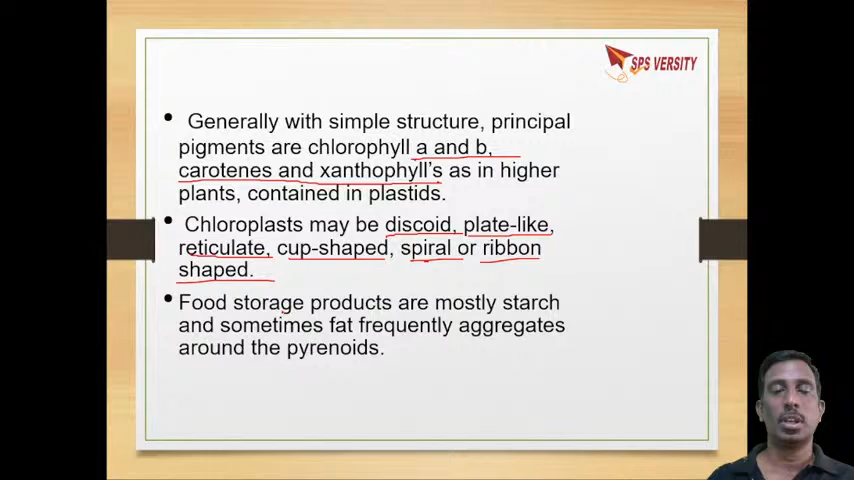 SPS VERSITY
• Generally with simple structure, principal
pigments are chlorophyll a and b,
carotenes and xanthophyll's as in higher
plants, contained in plastids.
• Chloroplasts may be discoid, plate-like,
reticulate, cup-shaped, spiral or ribbon
shaped.
• Food storage products are mostly starch
and sometimes fat frequently aggregates
around the pyrenoids.